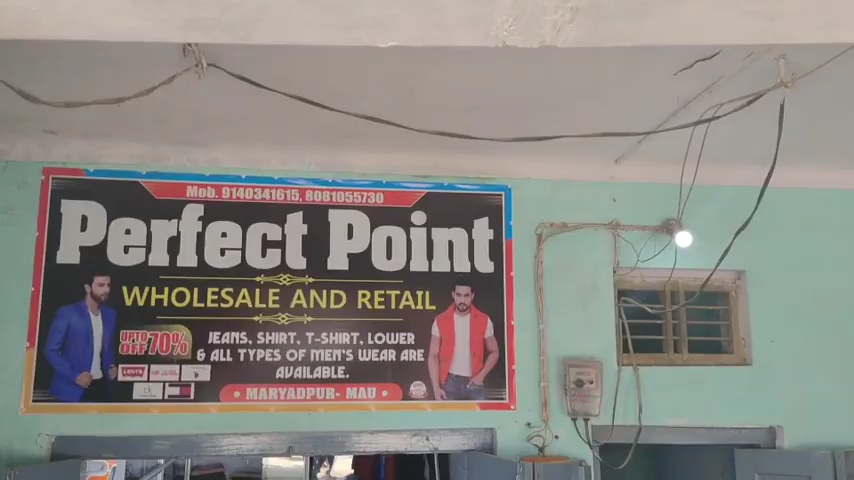 Mob. 9140341615, 8081055730
Perfect Point
WHOLESALE AND RETAIL
UPTO 70%
OFF
JEANS, SHIRT, T-SHIRT, LOWER
& ALL TYPES OF MEN'S WEAR ARE
AVAILABLE.
LEVI'S
MARYADPUR- MAU